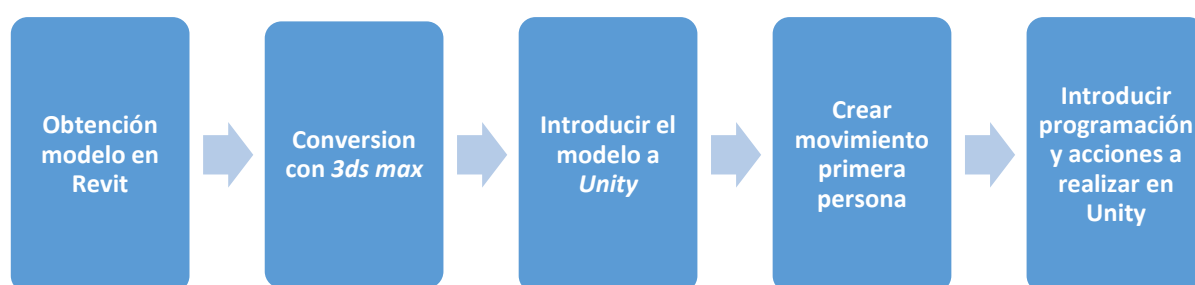 Obtención
modelo en
Revit
Conversion
con 3ds max
Introducir el
modelo a
Unity
Crear
movimiento
primera
persona
Introducir
programación
y acciones a
realizar en
Unity